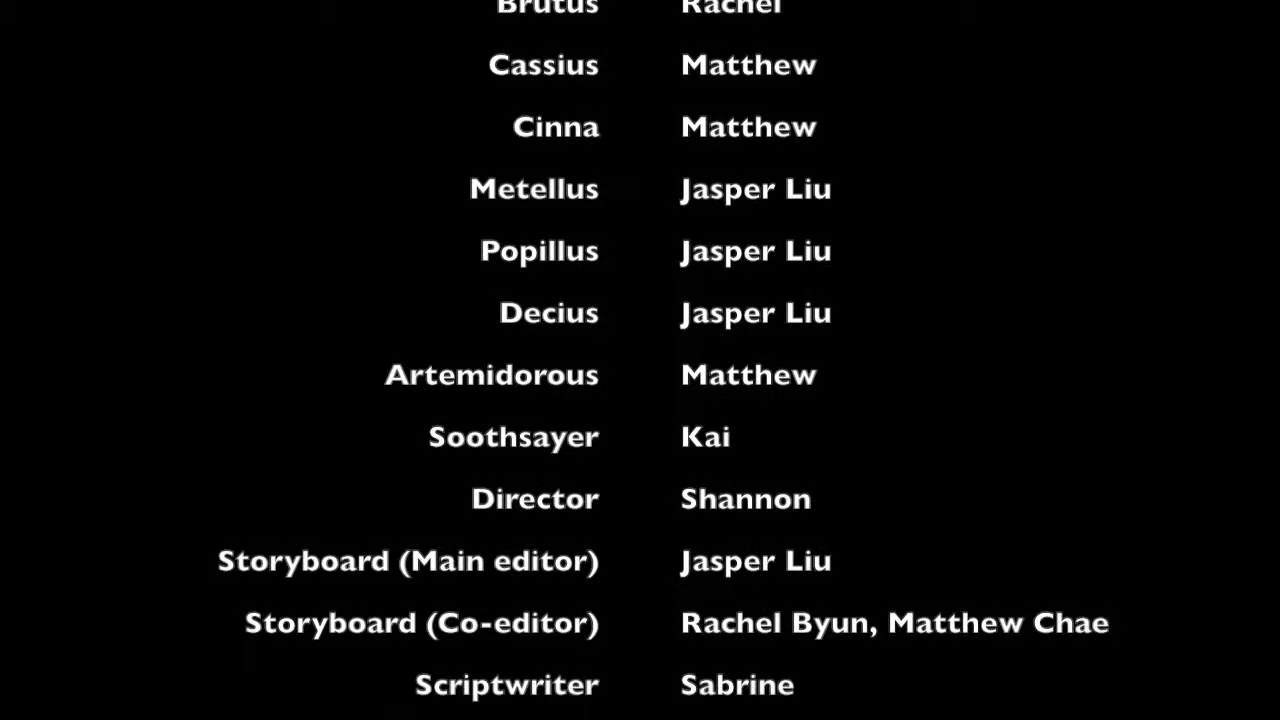 Brutus Rachel
Cassius Matthew
Cinna Matthew
Metellus Jasper Liu
Popillus Jasper Liu
Decius Jasper Liu
Artemidorous Matthew
Soothsayer Kai
Director Shannon
Storyboard (Main editor) Jasper Liu
Storyboard (Co-editor) Rachel Byun, Matthew Chae
Scriptwriter Sabrine